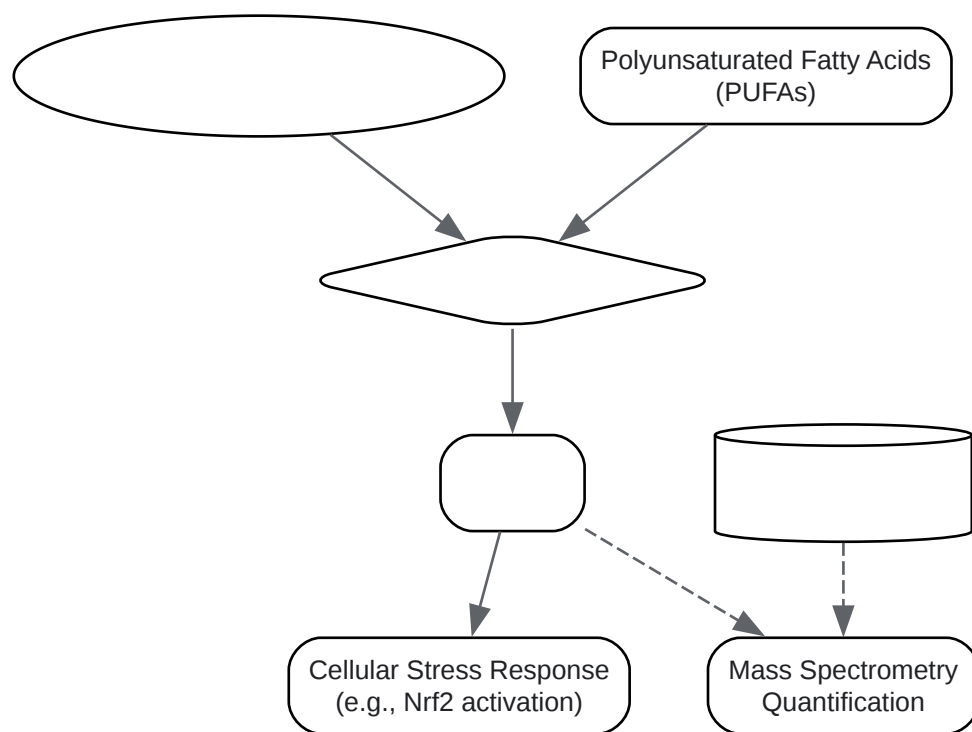 Polyunsaturated Fatty Acids
(PUFAs)
Cellular Stress Response
(e.g., Nrf2 activation)
Mass Spectrometry
Quantification